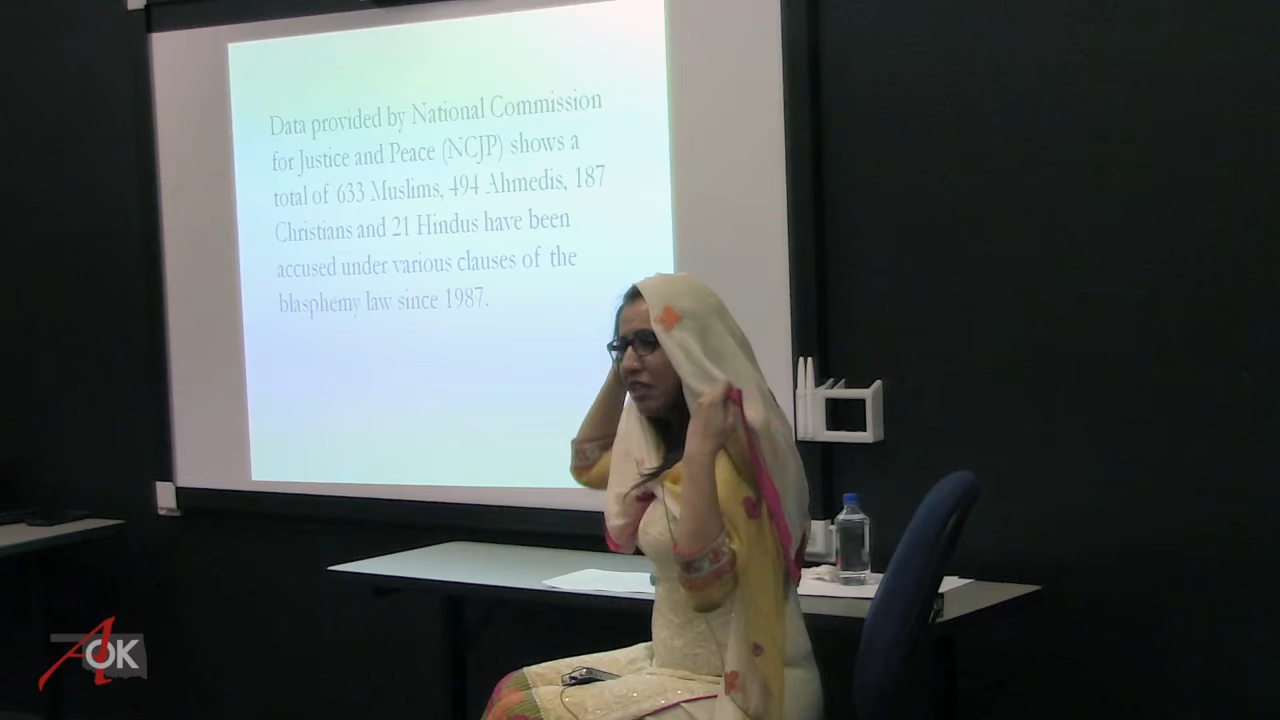 Data provided by National Commission
for Justice and Peace (NCJP) shows a
total of 633 Muslims, 494 Ahmedis, 187
Christians and 21 Hindus have been
accused under various clauses of the
blasphemy law since 1987.
AOK